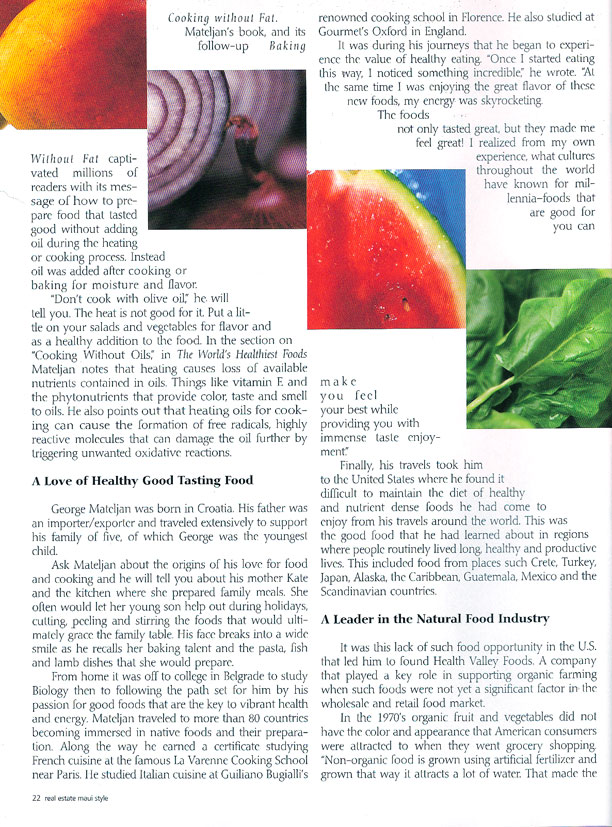 Cooking without Fat.
Mateljan's book, and its
follow-up Baking
Without Fat capti-
vated millions of
readers with its mes-
sage of how to pre-
pare food that tasted
good without adding
oil during the heating
or cooking process. Instead
oil was added after cooking or
baking for moisture and flavor.
"Don't cook with olive oil," he will
tell you. The heat is not good for it. Put a lit-
tle on your salads and vegetables for flavor and
as a healthy addition to the food. In the section on
"Cooking Without Oils," in The World's Healthiest Foods
Mateljan notes that heating causes loss of available
nutrients contained in oils. Things like vitamin E and
the phytonutrients that provide color, taste and smell
to oils. He also points out that heating oils for cook-
ing can cause the formation of free radicals, highly
reactive molecules that can damage the oil further by
triggering unwanted oxidative reactions.
A Love of Healthy Good Tasting Food
George Mateljan was born in Croatia. His father was
an importer/exporter and traveled extensively to support
his family of five, of which George was the youngest
child.
Ask Mateljan about the origins of his love for food
and cooking and he will tell you about his mother Kate
and the kitchen where she prepared family meals. She
often would let her young son help out during holidays,
cutting, peeling and stirring the foods that would ulti-
mately grace the family table. His face breaks into a wide
smile as he recalls her baking talent and the pasta, fish
and lamb dishes that she would prepare.
From home it was off to college in Belgrade to study
Biology then to following the path set for him by his
passion for good foods that are the key to vibrant health
and energy. Mateljan traveled to more than 80 countries
becoming immersed in native foods and their prepara-
tion. Along the way he earned a certificate studying
French cuisine at the famous La Varenne Cooking School
near Paris. He studied Italian cuisine at Guiliano Bugialli's
renowned cooking school in Florence. He also studied at
Gourmet's Oxford in England.
It was during his journeys that he began to experi-
ence the value of healthy eating. "Once I started eating
this way, I noticed something incredible," he wrote. "At
the same time I was enjoying the great flavor of these
new foods, my energy was skyrocketing.
The foods
not only tasted great, but they made me
feel great! I realized from my own
experience, what cultures
throughout the world
have known for mil-
lennia–foods that
are good for
you can
make
you feel
your best while
providing you with
immense taste enjoy-
ment."
Finally, his travels took him
to the United States where he found it
difficult to maintain the diet of healthy
and nutrient dense foods he had come to
enjoy from his travels around the world. This was
the good food that he had learned about in regions
where people routinely lived long, healthy and productive
lives. This included food from places such Crete, Turkey,
Japan, Alaska, the Caribbean, Guatemala, Mexico and the
Scandinavian countries.
A Leader in the Natural Food Industry
It was this lack of such food opportunity in the U.S.
that led him to found Health Valley Foods. A company
that played a key role in supporting organic farming
when such foods were not yet a significant factor in the
wholesale and retail food market.
In the 1970's organic fruit and vegetables did not
have the color and appearance that American consumers
were attracted to when they went grocery shopping.
"Non-organic food is grown using artificial fertilizer and
grown that way it attracts a lot of water. That made the
22 real estate maui style